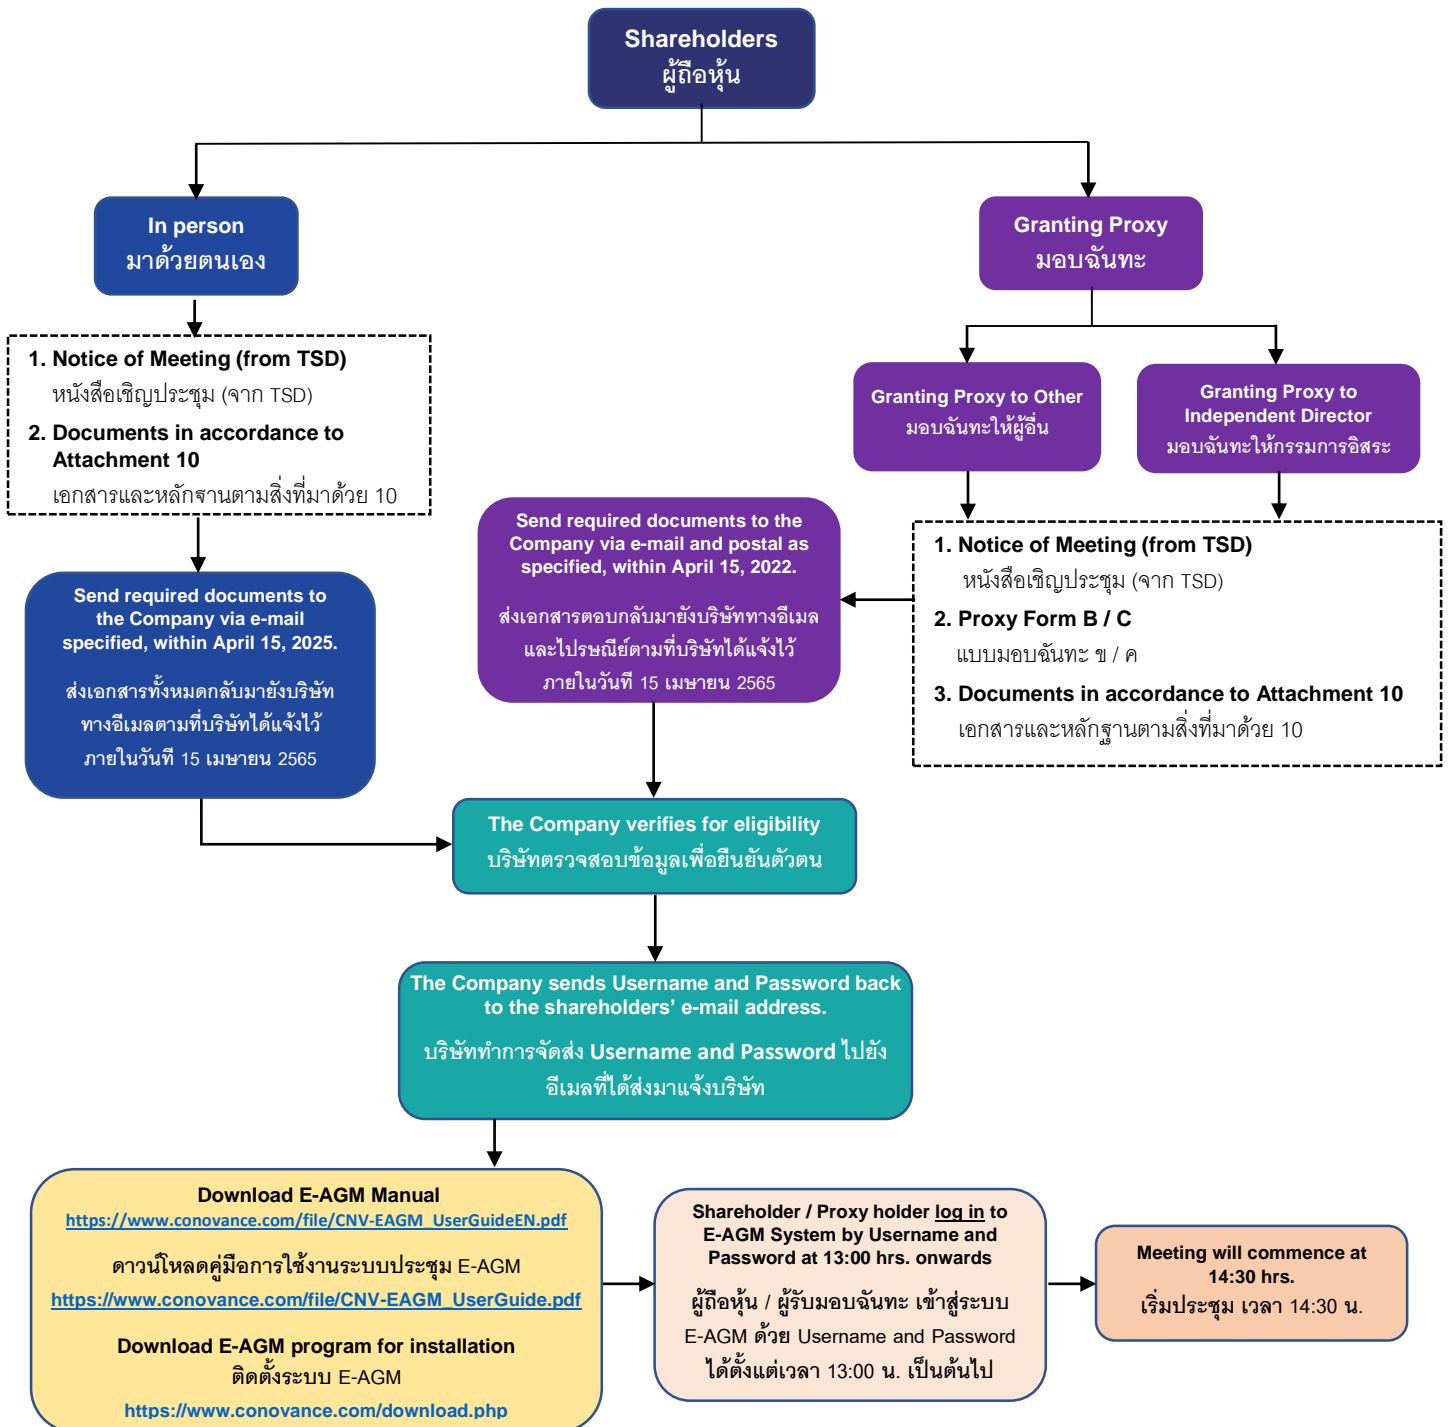 Shareholders
ผู้ถือหุ้น
In person
มาด้วยตนเอง
Granting Proxy
มอบฉันทะ
1. Notice of Meeting (from TSD)
หนังสือเชิญประชุม (จาก TSD)
2. Documents in accordance to
Attachment 10
เอกสารและหลักฐานตามสิ่งที่มาด้วย 10
Granting Proxy to Other
มอบฉันทะให้ผู้อื่น
Granting Proxy to
Independent Director
มอบฉันทะให้กรรมการอิสระ
Send required documents to
the Company via e-mail
specified, within April 15, 2025.
ส่งเอกสารทั้งหมดกลับมายังบริษัท
ทางอีเมลตามที่บริษัทได้แจ้งไว้
ภายในวันที่ 15 เมษายน 2565
Send required documents to the
Company via e-mail and postal as
specified, within April 15, 2022.
ส่งเอกสารตอบกลับมายังบริษัททางอีเมล
และไปรษณีย์ตามที่บริษัทได้แจ้งไว้
ภายในวันที่ 15 เมษายน 2565
1. Notice of Meeting (from TSD)
หนังสือเชิญประชุม (จาก TSD)
2. Proxy Form B / C
แบบมอบฉันทะ ข / ค
3. Documents in accordance to Attachment 10
เอกสารและหลักฐานตามสิ่งที่มาด้วย 10
The Company verifies for eligibility
บริษัทตรวจสอบข้อมูลเพื่อยืนยันตัวตน
The Company sends Username and Password back
to the shareholders’ e-mail address.
บริษัททำการจัดส่ง Username and Password ไปยัง
อีเมลที่ได้ส่งมาแจ้งบริษัท
Download E-AGM Manual
https://www.conovance.com/file/CNV-EAGM_UserGuideEN.pdf
ดาวน์โหลดคู่มือการใช้งานระบบประชุม E-AGM
https://www.conovance.com/file/CNV-EAGM_UserGuide.pdf
Download E-AGM program for installation
ติดตั้งระบบ E-AGM
https://www.conovance.com/download.php
Shareholder / Proxy holder log in to
E-AGM System by Username and
Password at 13:00 hrs. onwards
ผู้ถือหุ้น / ผู้รับมอบฉันทะ เข้าสู่ระบบ
E-AGM ด้วย Username and Password
ได้ตั้งแต่เวลา 13:00 น. เป็นต้นไป
Meeting will commence at
14:30 hrs.
เริ่มประชุม เวลา 14:30 น.